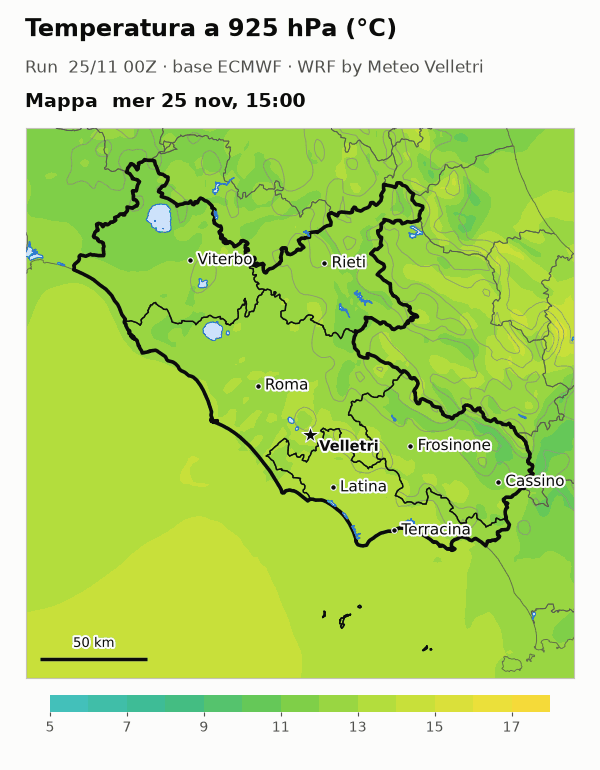 Temperatura a 925 hPa (°C)
Run  25/11 00Z · base ECMWF · WRF by Meteo Velletri
Mappa  mer 25 nov, 15:00
Viterbo
Rieti
Roma
Velletri
Frosinone
Latina
Cassino
Terracina
50 km
5 7 9 11 13 15 17